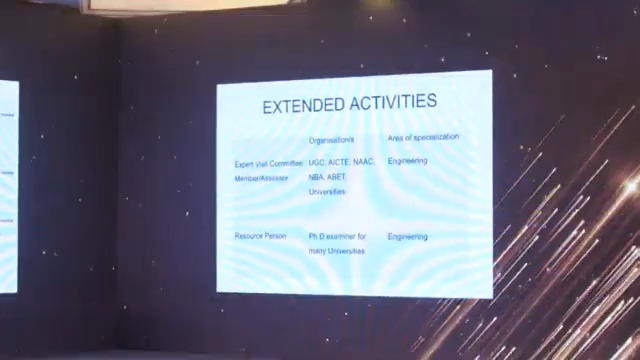 EXTENDED ACTIVITIES
Organisation/s Area of specialization
Expert Visit Committee UGC, AICTE, NAAC, Engineering
Member/Assessor NBA, ABET,
Universities
Resource Person Ph D examiner for Engineering
many Universities